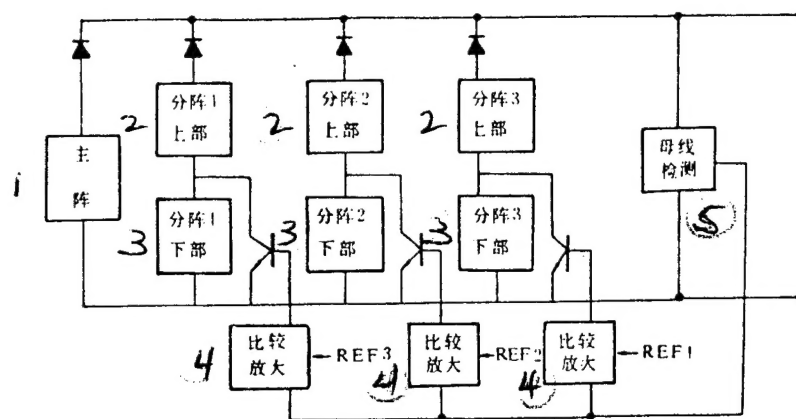 分阵1
上部
分阵2
上部
分阵3
上部
2
2
2
主
阵
1
母线
检测
5
分阵1
下部
分阵2
下部
分阵3
下部
3
3
3
比较
放大
REF3
比较
放大
REF2
比较
放大
REF1
4
4
4